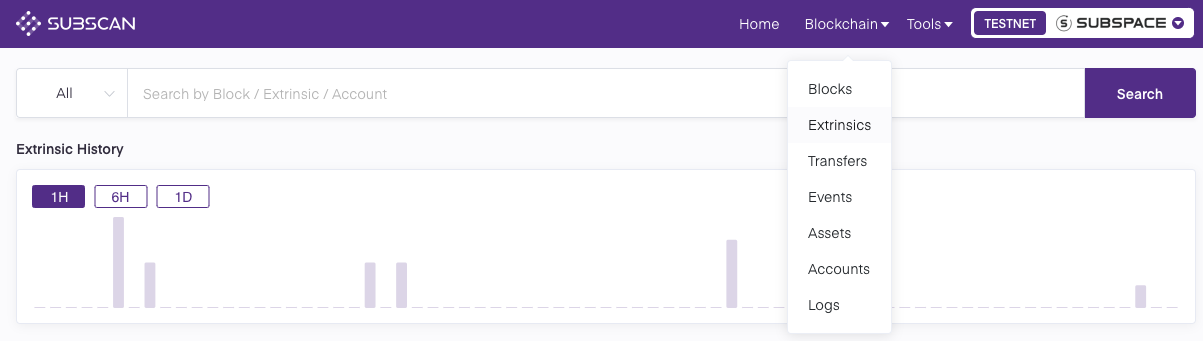 SUBSCAN Home Blockchain Tools TESTNET SUBSPACE
All Search by Block / Extrinsic / Account Search
Blocks
Extrinsics
Transfers
Events
Assets
Accounts
Logs
Extrinsic History
1H 6H 1D